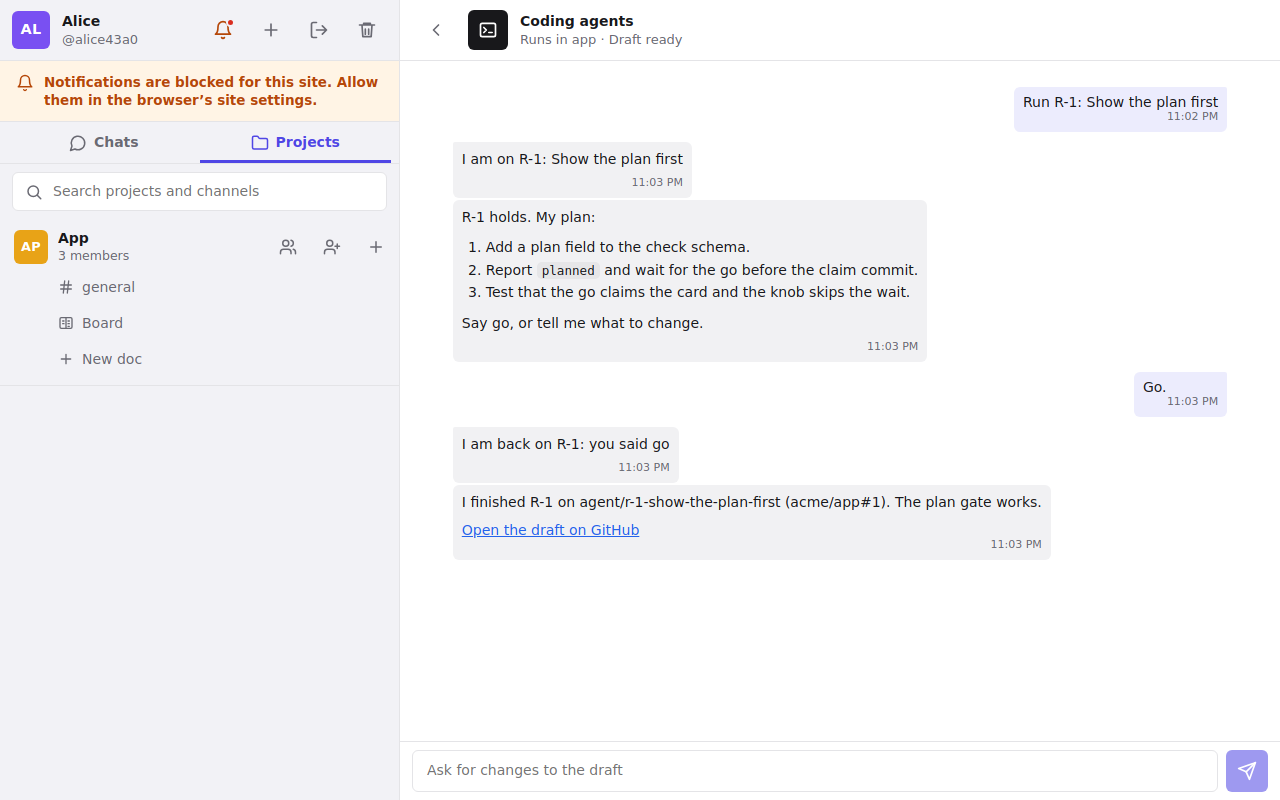 AL
Alice
@alice43a0
Notifications are blocked for this site. Allow
them in the browser’s site settings.
Chats
Projects
Search projects and channels
AP
App
3 members
general
Board
New doc
Coding agents
Runs in app · Draft ready
Run R-1: Show the plan first
11:02 PM
I am on R-1: Show the plan first
11:03 PM
R-1 holds. My plan:
1. Add a plan field to the check schema.
2. Report planned and wait for the go before the claim commit.
3. Test that the go claims the card and the knob skips the wait.
Say go, or tell me what to change.
11:03 PM
Go.
11:03 PM
I am back on R-1: you said go
11:03 PM
I finished R-1 on agent/r-1-show-the-plan-first (acme/app#1). The plan gate works.
Open the draft on GitHub
11:03 PM
Ask for changes to the draft